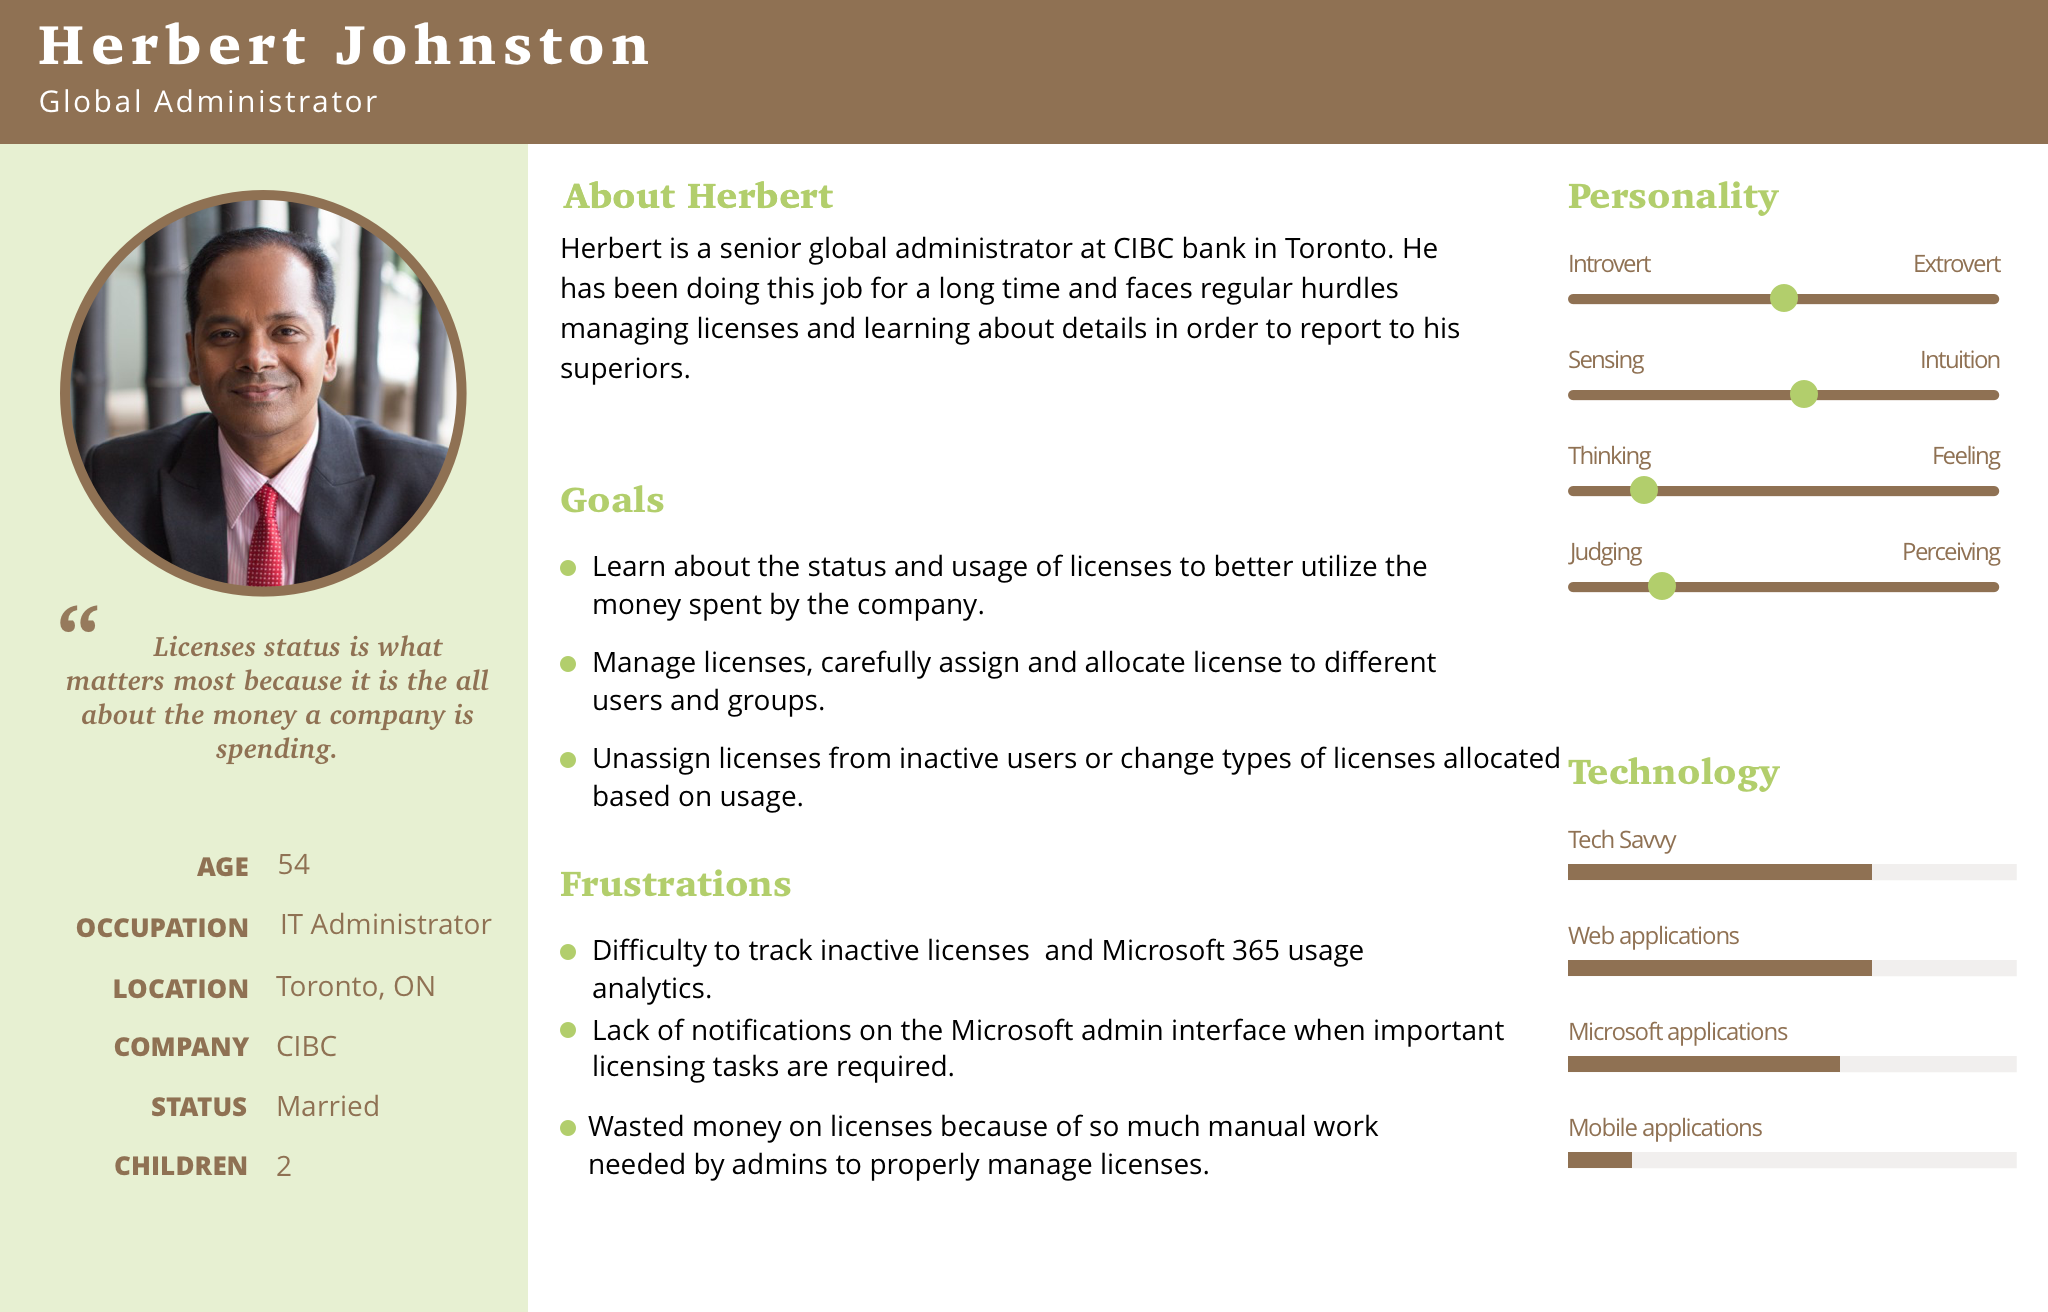 Herbert Johnston
Global Administrator
“
Licenses status is what
matters most because it is the all
about the money a company is
spending.
AGE 54
OCCUPATION IT Administrator
LOCATION Toronto, ON
COMPANY CIBC
STATUS Married
CHILDREN 2
About Herbert
Herbert is a senior global administrator at CIBC bank in Toronto. He
has been doing this job for a long time and faces regular hurdles
managing licenses and learning about details in order to report to his
superiors.
Goals
Learn about the status and usage of licenses to better utilize the
money spent by the company.
Manage licenses, carefully assign and allocate license to different
users and groups.
Unassign licenses from inactive users or change types of licenses allocated
based on usage.
Frustrations
Difficulty to track inactive licenses  and Microsoft 365 usage
analytics.
Lack of notifications on the Microsoft admin interface when important
licensing tasks are required.
Wasted money on licenses because of so much manual work
needed by admins to properly manage licenses.
Personality
Introvert Extrovert
Sensing Intuition
Thinking Feeling
Judging Perceiving
Technology
Tech Savvy
Web applications
Microsoft applications
Mobile applications